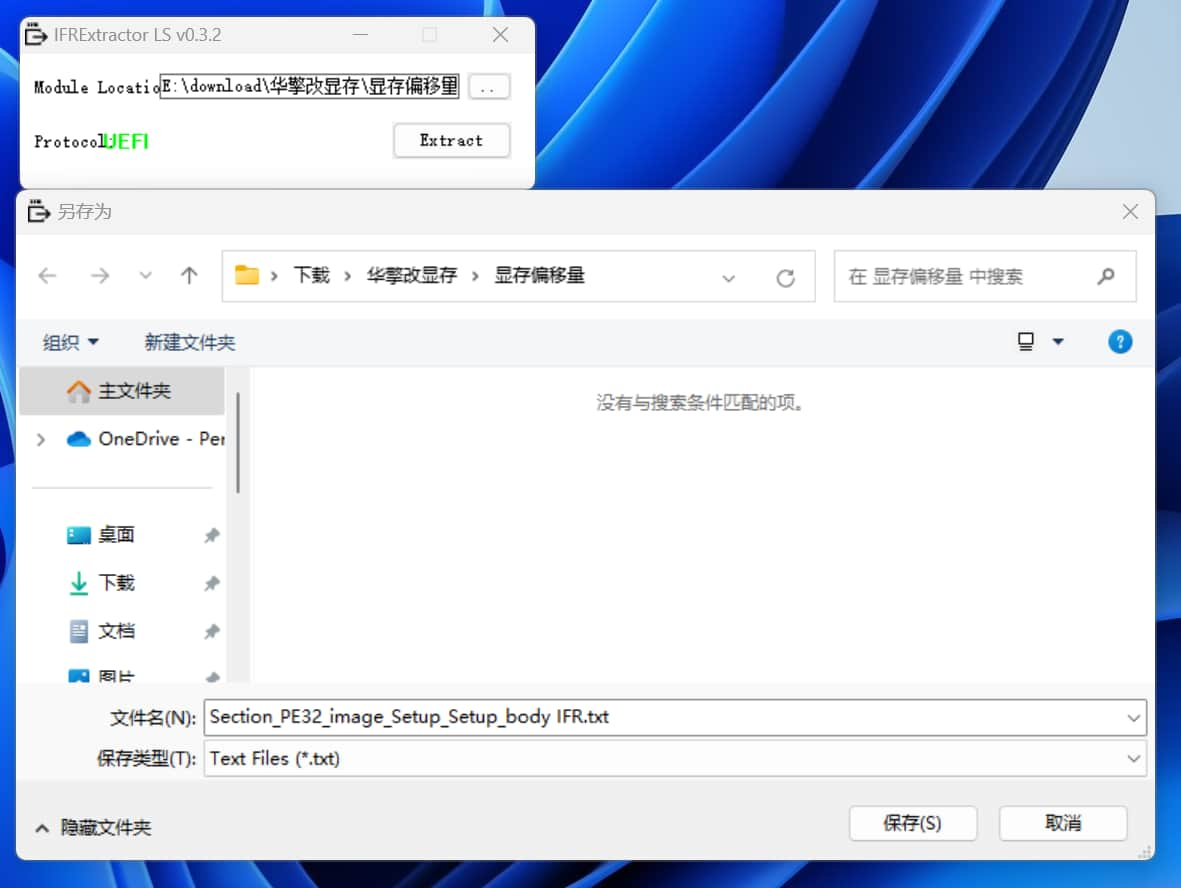 IFRExtractor LS v0.3.2
Module Locatio E:\download\华擎改显存\显存偏移量 ..
Protocol: UEFI Extract
另存为
下载 华擎改显存 显存偏移量 在 显存偏移量 中搜索
组织 新建文件夹
主文件夹
没有与搜索条件匹配的项。
OneDrive - Per
桌面
下载
文档
图片
文件名(N): Section_PE32_image_Setup_Setup_body IFR.txt
保存类型(T): Text Files (*.txt)
隐藏文件夹 保存(S) 取消